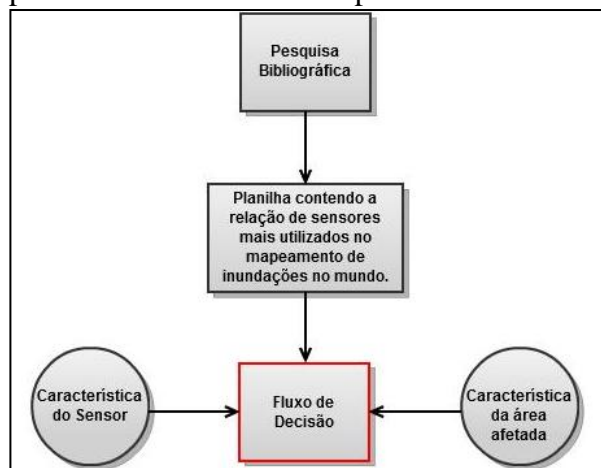 Pesquisa
Bibliográfica
Planilha contendo a
relação de sensores
mais utilizados no
mapeamento de
inundações no mundo.
Característica
do Sensor
Fluxo de
Decisão
Característica
da área
afetada